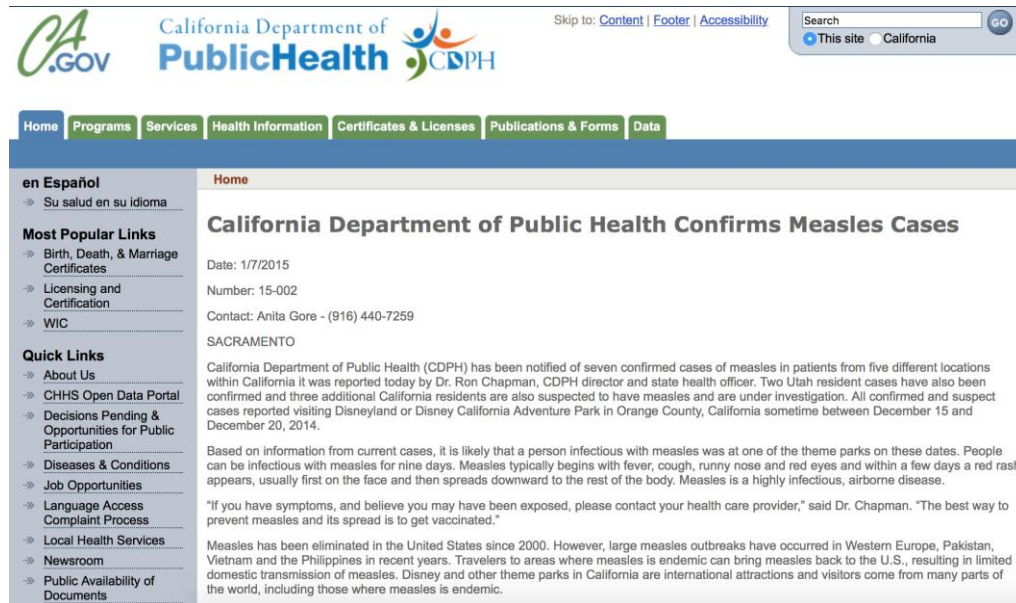 CA
.GOV
California Department of
PublicHealth
CDPH
Skip to: Content | Footer | Accessibility
Search
GO
This site California
Home Programs Services Health Information Certificates & Licenses Publications & Forms Data
en Español
Su salud en su idioma
Most Popular Links
Birth, Death, & Marriage
Certificates
Licensing and
Certification
WIC
Quick Links
About Us
CHHS Open Data Portal
Decisions Pending &
Opportunities for Public
Participation
Diseases & Conditions
Job Opportunities
Language Access
Complaint Process
Local Health Services
Newsroom
Public Availability of
Documents
Home
California Department of Public Health Confirms Measles Cases
Date: 1/7/2015
Number: 15-002
Contact: Anita Gore - (916) 440-7259
SACRAMENTO
California Department of Public Health (CDPH) has been notified of seven confirmed cases of measles in patients from five different locations
within California it was reported today by Dr. Ron Chapman, CDPH director and state health officer. Two Utah resident cases have also been
confirmed and three additional California residents are also suspected to have measles and are under investigation. All confirmed and suspect
cases reported visiting Disneyland or Disney California Adventure Park in Orange County, California sometime between December 15 and
December 20, 2014.
Based on information from current cases, it is likely that a person infectious with measles was at one of the theme parks on these dates. People
can be infectious with measles for nine days. Measles typically begins with fever, cough, runny nose and red eyes and within a few days a red rash
appears, usually first on the face and then spreads downward to the rest of the body. Measles is a highly infectious, airborne disease.
“If you have symptoms, and believe you may have been exposed, please contact your health care provider,” said Dr. Chapman. “The best way to
prevent measles and its spread is to get vaccinated.”
Measles has been eliminated in the United States since 2000. However, large measles outbreaks have occurred in Western Europe, Pakistan,
Vietnam and the Philippines in recent years. Travelers to areas where measles is endemic can bring measles back to the U.S., resulting in limited
domestic transmission of measles. Disney and other theme parks in California are international attractions and visitors come from many parts of
the world, including those where measles is endemic.